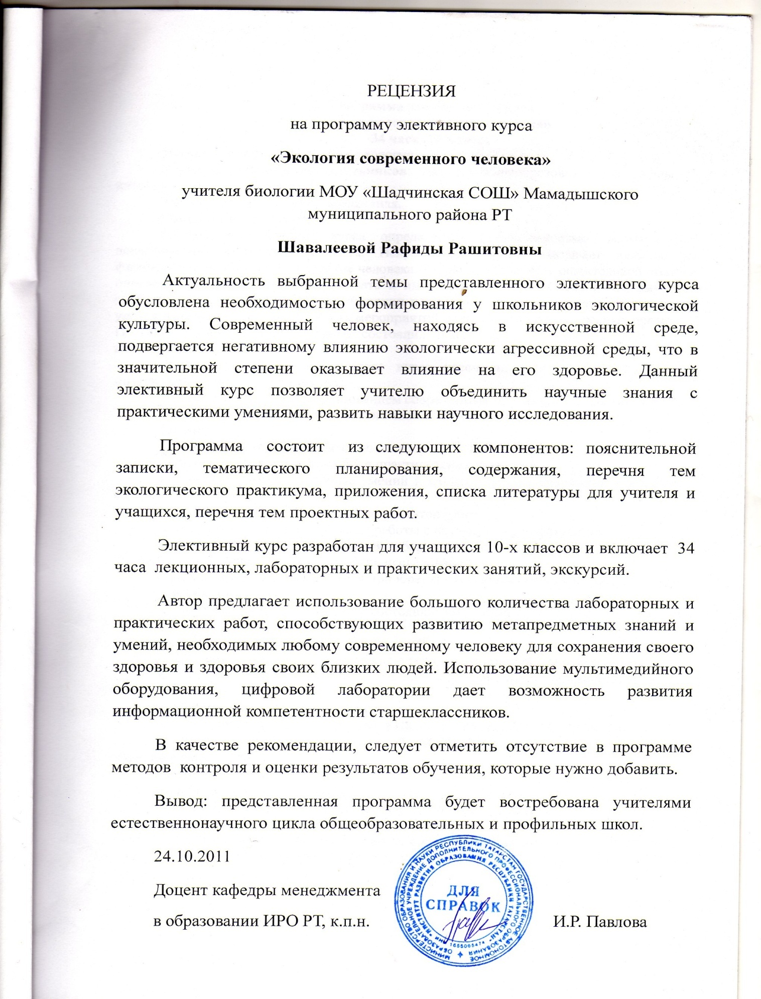 РЕЦЕНЗИЯ
на программу элективного курса
«Экология современного человека»
учителя биологии МОУ «Шадчинская СОШ» Мамадышского
муниципального района РТ
Шавалеевой Рафиды Рашитовны
Актуальность выбранной темы представленного элективного курса
обусловлена необходимостью формирования у школьников экологической
культуры. Современный человек, находясь в искусственной среде,
подвергается негативному влиянию экологически агрессивной среды, что в
значительной степени оказывает влияние на его здоровье. Данный
элективный курс позволяет учителю объединить научные знания с
практическими умениями, развить навыки научного исследования.
Программа состоит из следующих компонентов: пояснительной
записки, тематического планирования, содержания, перечня тем
экологического практикума, приложения, списка литературы для учителя и
учащихся, перечня тем проектных работ.
Элективный курс разработан для учащихся 10-х классов и включает 34
часа лекционных, лабораторных и практических занятий, экскурсий.
Автор предлагает использование большого количества лабораторных и
практических работ, способствующих развитию метапредметных знаний и
умений, необходимых любому современному человеку для сохранения своего
здоровья и здоровья своих близких людей. Использование мультимедийного
оборудования, цифровой лаборатории дает возможность развития
информационной компетентности старшеклассников.
В качестве рекомендации, следует отметить отсутствие в программе
методов контроля и оценки результатов обучения, которые нужно добавить.
Вывод: представленная программа будет востребована учителями
естественнонаучного цикла общеобразовательных и профильных школ.
24.10.2011
Доцент кафедры менеджмента
в образовании ИРО РТ, к.п.н.
И.Р. Павлова
МИНИСТЕРСТВО ОБРАЗОВАНИЯ И НАУКИ РЕСПУБЛИКИ ТАТАРСТАН ГОСУДАРСТВЕННОЕ АВТОНОМНОЕ
ОБРАЗОВАТЕЛЬНОЕ УЧРЕЖДЕНИЕ ДОПОЛНИТЕЛЬНОГО ПРОФЕССИОНАЛЬНОГО ОБРАЗОВАНИЯ
"ИНСТИТУТ РАЗВИТИЯ ОБРАЗОВАНИЯ РЕСПУБЛИКИ ТАТАРСТАН"
ИНН 1655065474
ДЛЯ
СПРАВОК